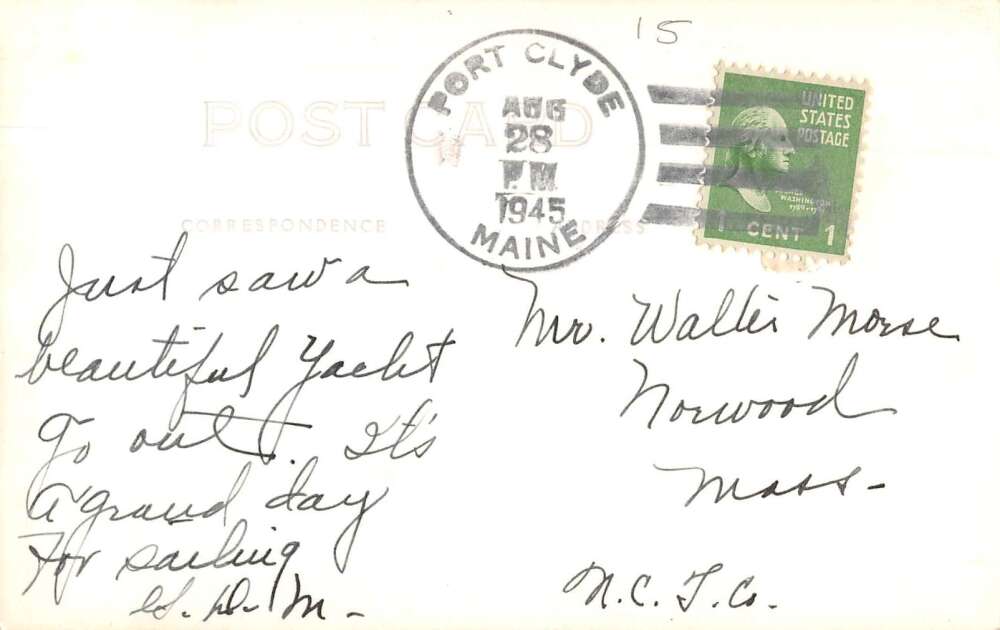 15
PORT CLYDE
AUG
28
P.M.
1945
MAINE
UNITED
STATES
POSTAGE
WASHINGTON
1 CENT 1
POST CARD
CORRESPONDENCE
ADDRESS
Just saw a
beautiful Yacht
go out. It's
a grand day
For sailing
M-
Mr. Walter Morse
Norwood
Mass-
N.C.T.Co.